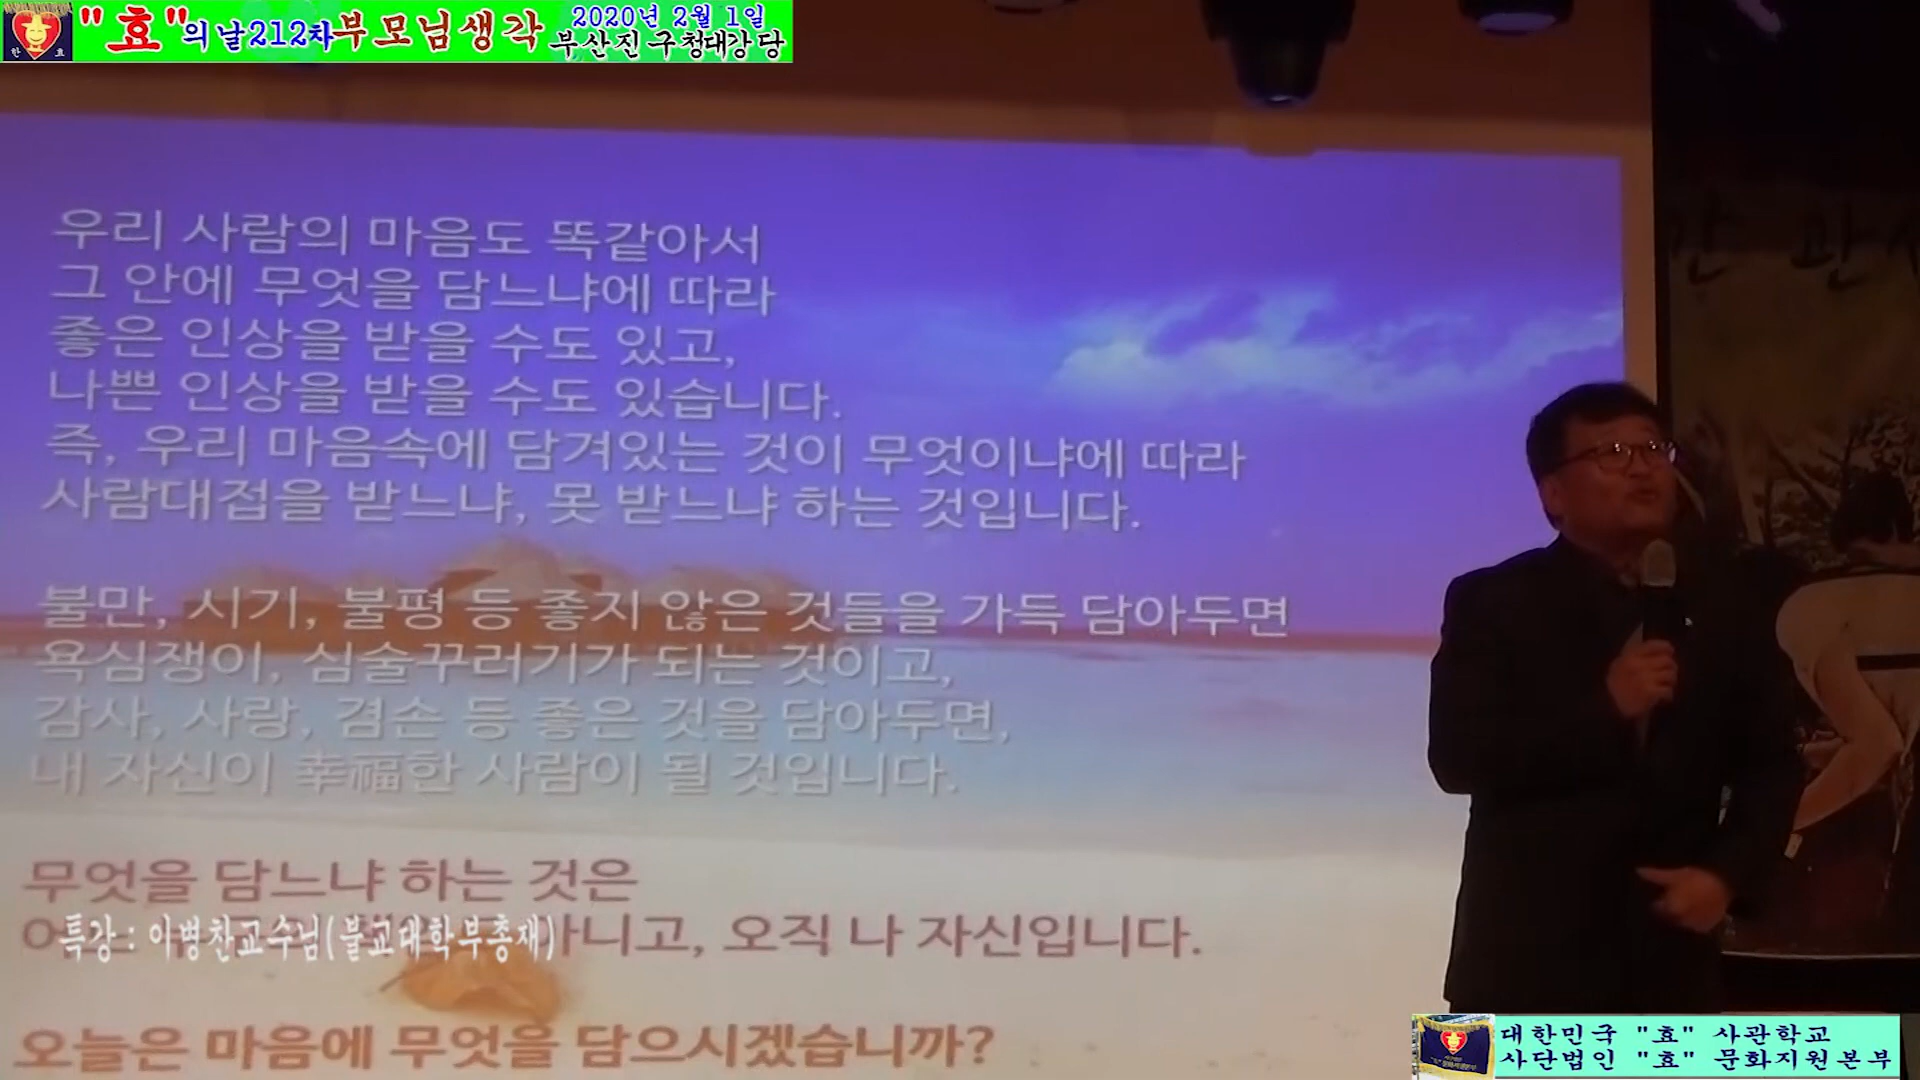 "효"의날212차부모님생각
2020년 2월 1일
부산진구청대강당
한 효
우리 사람의 마음도 똑같아서
그 안에 무엇을 담느냐에 따라
좋은 인상을 받을 수도 있고,
나쁜 인상을 받을 수도 있습니다.
즉, 우리 마음속에 담겨있는 것이 무엇이냐에 따라
사람대접을 받느냐, 못 받느냐 하는 것입니다.
불만, 시기, 불평 등 좋지 않은 것들을 가득 담아두면
욕심쟁이, 심술꾸러기가 되는 것이고,
감사, 사랑, 겸손 등 좋은 것을 담아두면,
내 자신이 幸福한 사람이 될 것입니다.
무엇을 담느냐 하는 것은
아니고, 오직 나 자신입니다.
특강 : 이병찬교수님(불교대학부총재)
오늘은 마음에 무엇을 담으시겠습니까?
대한민국 "효" 사관학교
사단법인 "효" 문화지원본부